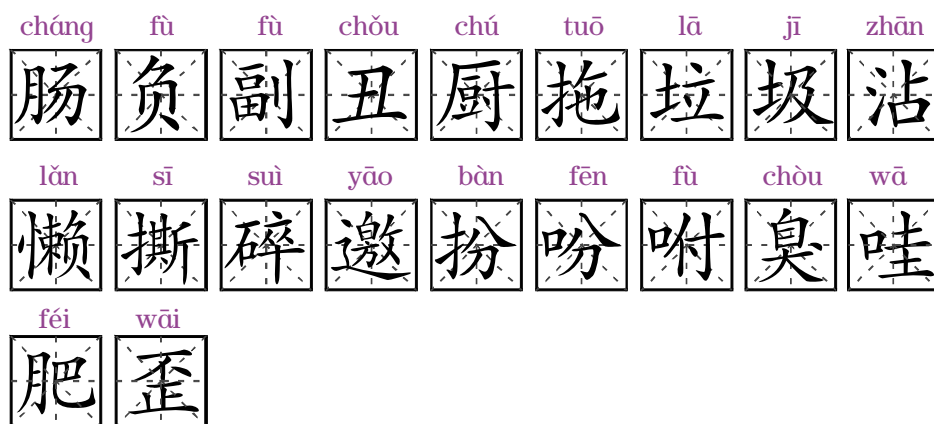 cháng fù fù chǒu chú tuō lā jī zhān
肠 负 副 丑 厨 拖 垃 圾 沾
lǎn sī suì yāo bàn fēn fù chòu wā
懒 撕 碎 邀 扮 吩 咐 臭 哇
féi wāi
肥 歪